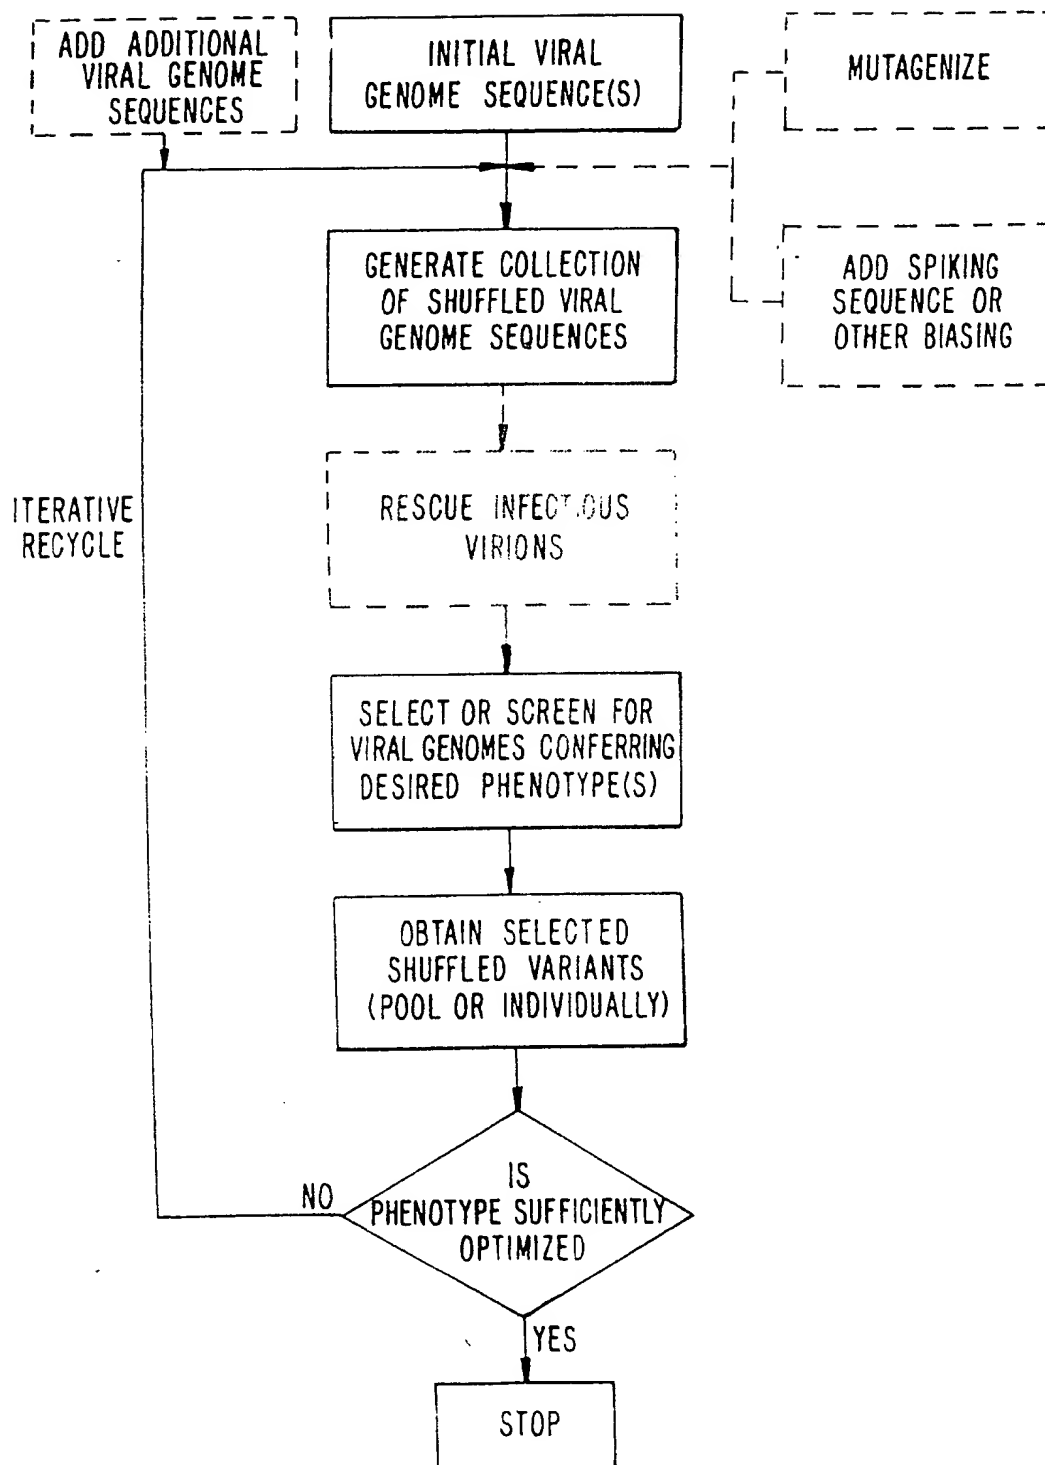 ADD ADDITIONAL
VIRAL GENOME
SEQUENCES
INITIAL VIRAL
GENOME SEQUENCE(S)
MUTAGENIZE
GENERATE COLLECTION
OF SHUFFLED VIRAL
GENOME SEQUENCES
ADD SPIKING
SEQUENCE OR
OTHER BIASING
ITERATIVE
RECYCLE
RESCUE INFECTIOUS
VIRIONS
SELECT OR SCREEN FOR
VIRAL GENOMES CONFERRING
DESIRED PHENOTYPE(S)
OBTAIN SELECTED
SHUFFLED VARIANTS
(POOL OR INDIVIDUALLY)
NO
IS
PHENOTYPE SUFFICIENTLY
OPTIMIZED
YES
STOP